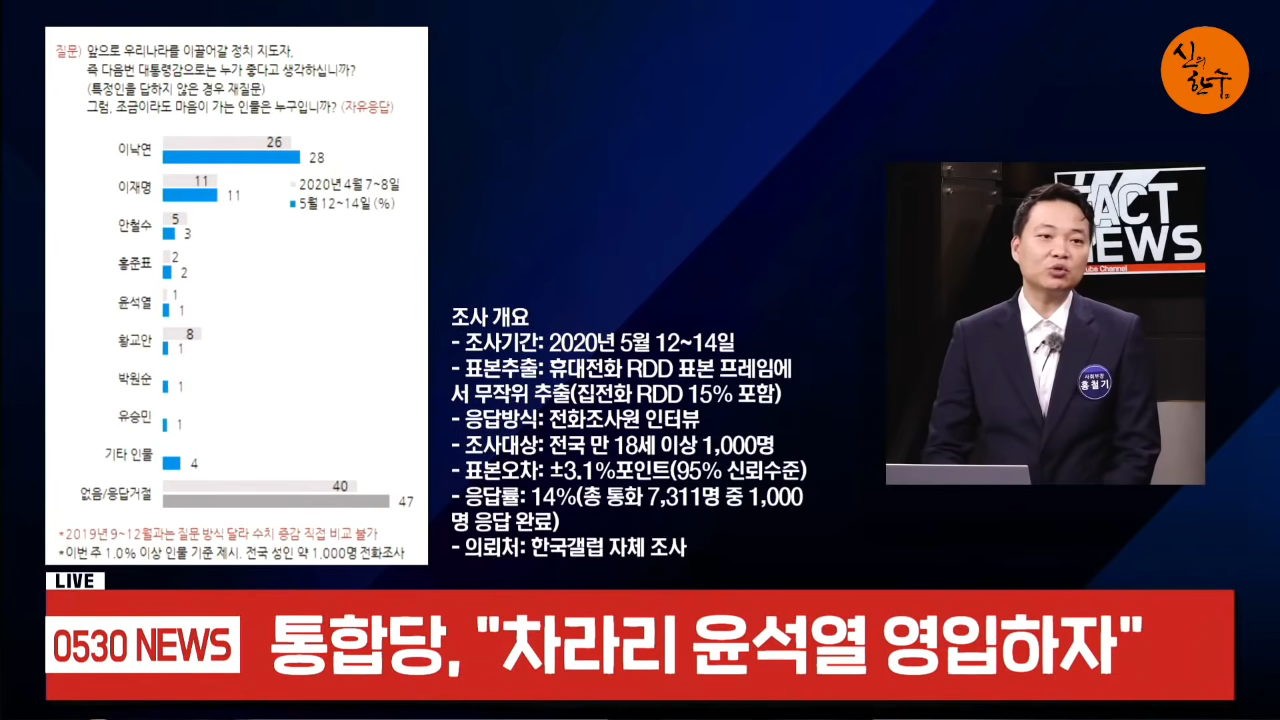 질문) 앞으로 우리나라를 이끌어갈 정치 지도자,
즉 다음번 대통령감으로는 누가 좋다고 생각하십니까?
(특정인을 답하지 않은 경우 재질문)
그럼, 조금이라도 마음이 가는 인물은 누구입니까? (자유응답)
이낙연 26 28
이재명 11 11
2020년 4월 7~8일
5월 12~14일 (%)
안철수 5 3
홍준표 2 2
윤석열 1 1
황교안 8 1
박원순 1
유승민 1
기타 인물 4
없음/응답거절 40 47
*2019년 9~12월과는 질문 방식 달라 수치 증감 직접 비교 불가
*이번 주 1.0% 이상 인물 기준 제시. 전국 성인 약 1,000명 전화조사
조사 개요
- 조사기간: 2020년 5월 12~14일
- 표본추출: 휴대전화 RDD 표본 프레임에
서 무작위 추출(집전화 RDD 15% 포함)
- 응답방식: 전화조사원 인터뷰
- 조사대상: 전국 만 18세 이상 1,000명
- 표본오차: ±3.1%포인트(95% 신뢰수준)
- 응답률: 14%(총 통화 7,311명 중 1,000
명 응답 완료)
- 의뢰처: 한국갤럽 자체 조사
신의
한수
FACT
NEWS
Tube Channel
사회부장
홍철기
LIVE
0530 NEWS
통합당, "차라리 윤석열 영입하자"